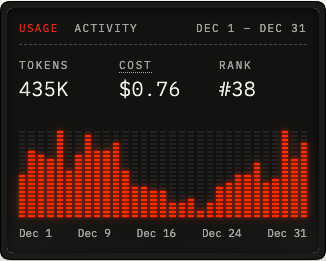 USAGE ACTIVITY DEC 1 – DEC 31
TOKENS COST RANK
435K $0.76 #38
Dec 1 Dec 9 Dec 16 Dec 24 Dec 31